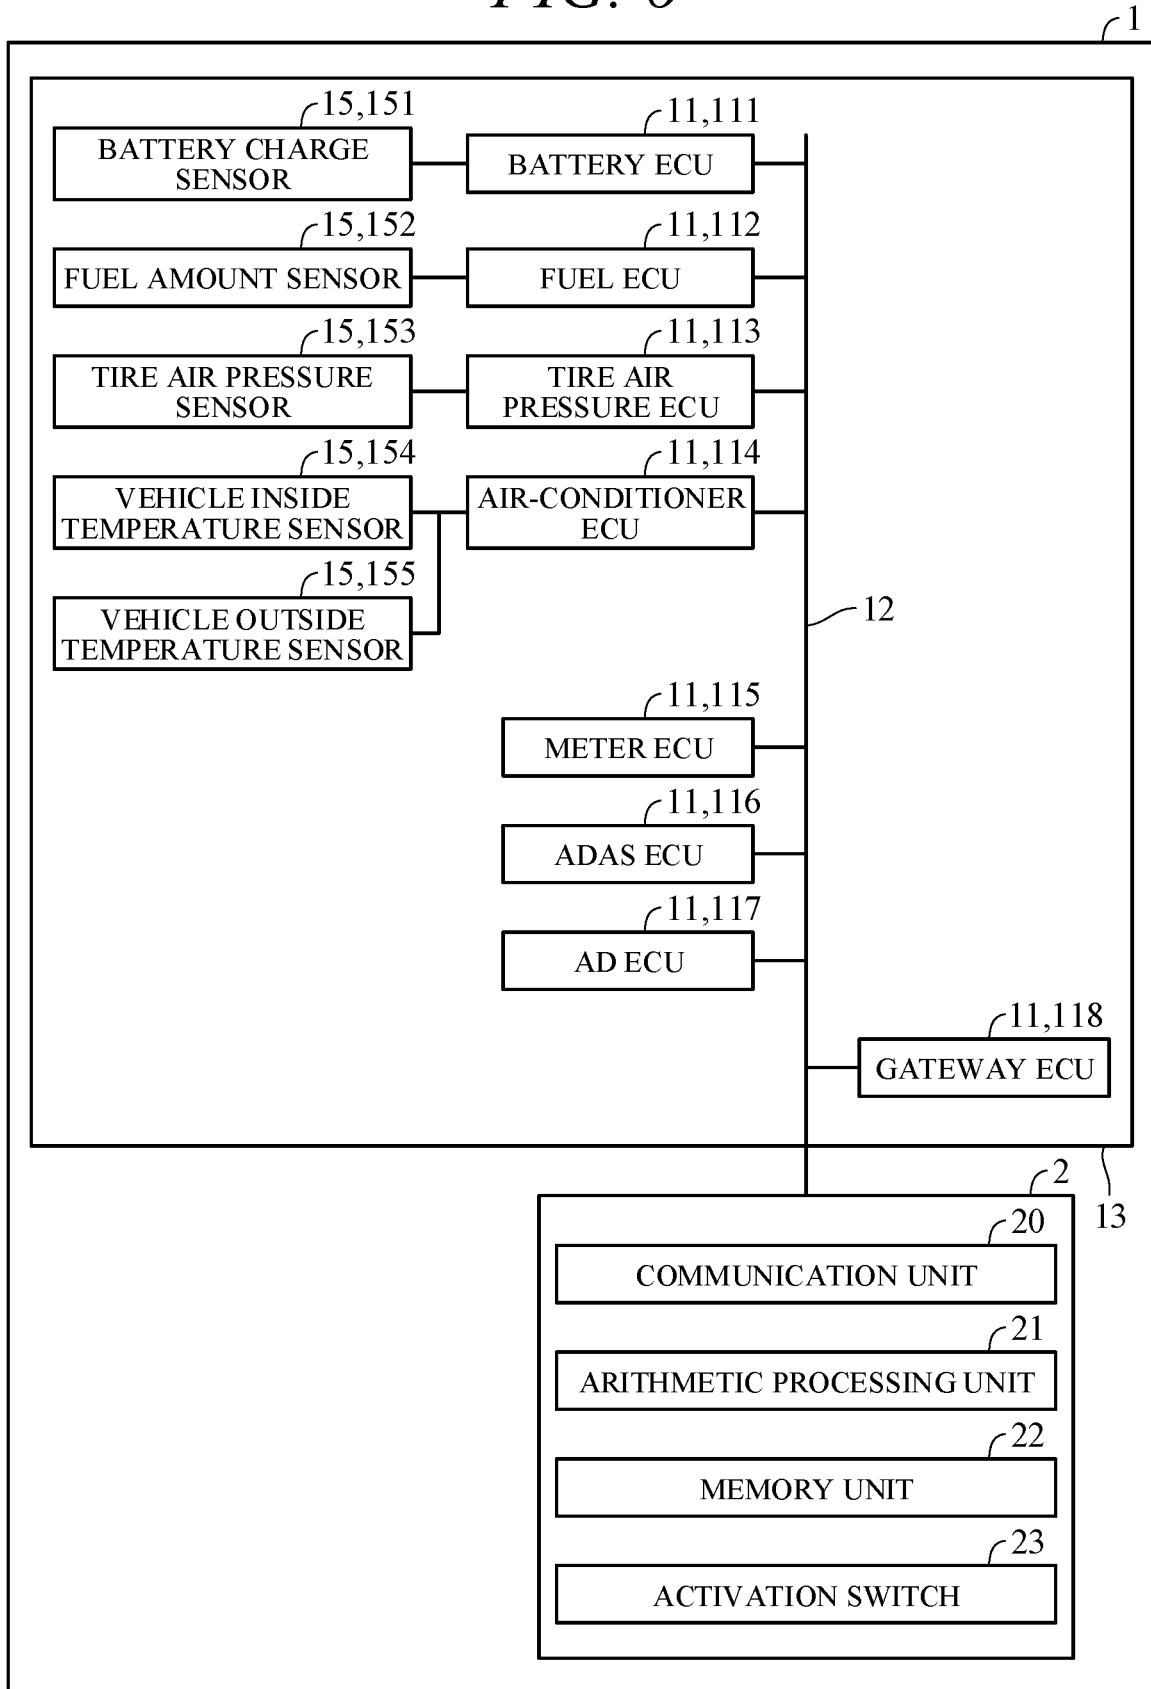 1
15,151
11,111
BATTERY CHARGE
SENSOR
BATTERY ECU
15,152
11,112
FUEL AMOUNT SENSOR
FUEL ECU
15,153
11,113
TIRE AIR PRESSURE
SENSOR
TIRE AIR
PRESSURE ECU
15,154
11,114
VEHICLE INSIDE
TEMPERATURE SENSOR
AIR-CONDITIONER
ECU
15,155
VEHICLE OUTSIDE
TEMPERATURE SENSOR
12
11,115
METER ECU
11,116
ADAS ECU
11,117
AD ECU
11,118
GATEWAY ECU
13
2
20
COMMUNICATION UNIT
21
ARITHMETIC PROCESSING UNIT
22
MEMORY UNIT
23
ACTIVATION SWITCH